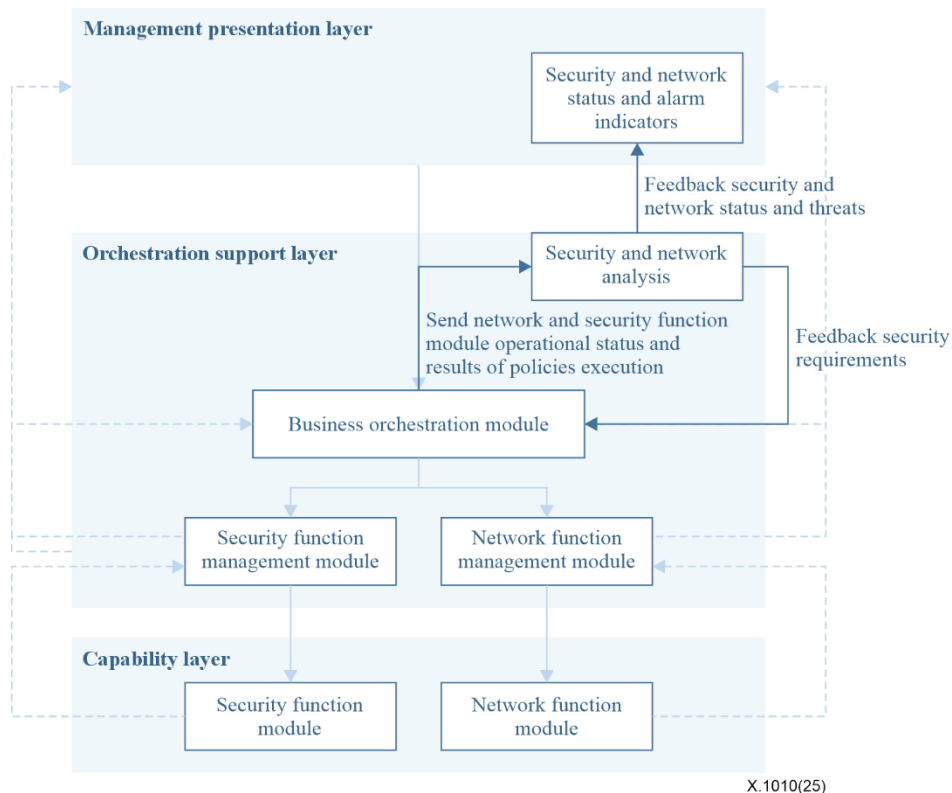 Management presentation layer
Security and network
status and alarm
indicators
Feedback security and
network status and threats
Orchestration support layer
Security and network
analysis
Send network and security function
module operational status and
results of policies execution
Feedback security
requirements
Business orchestration module
Security function
management module
Network function
management module
Capability layer
Security function
module
Network function
module
X.1010(25)